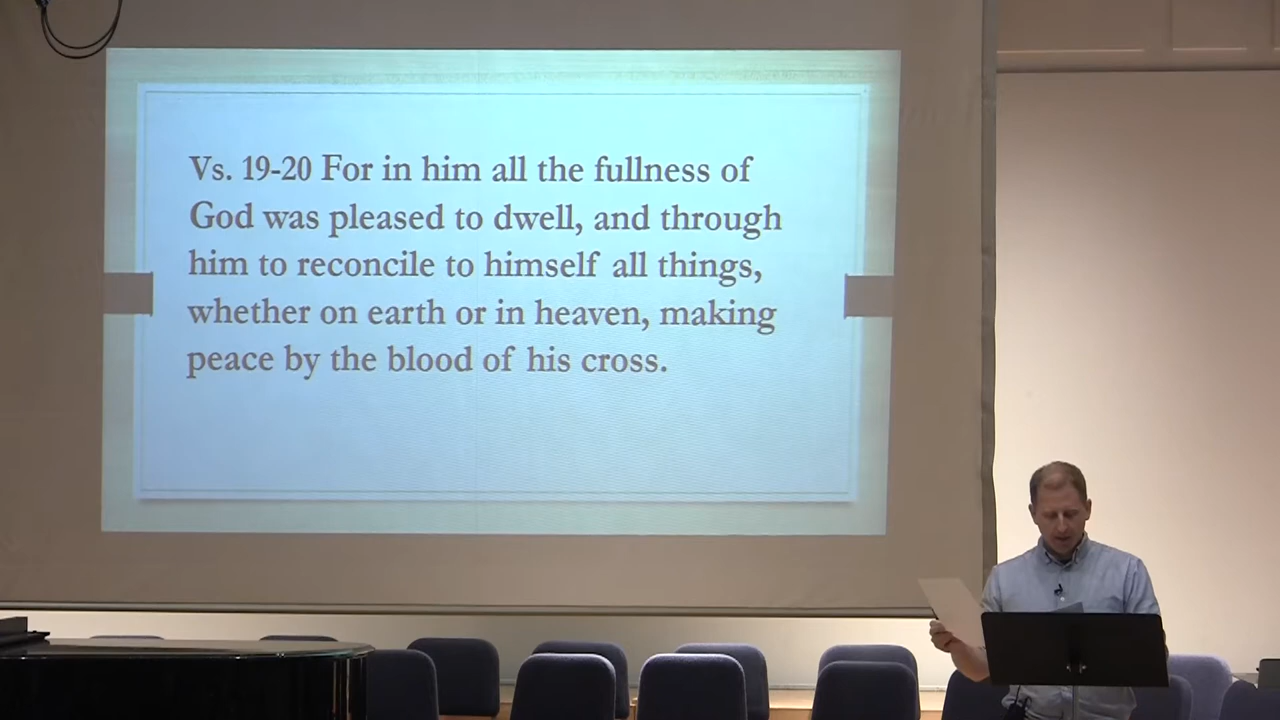 Vs. 19-20 For in him all the fullness of
God was pleased to dwell, and through
him to reconcile to himself all things,
whether on earth or in heaven, making
peace by the blood of his cross.